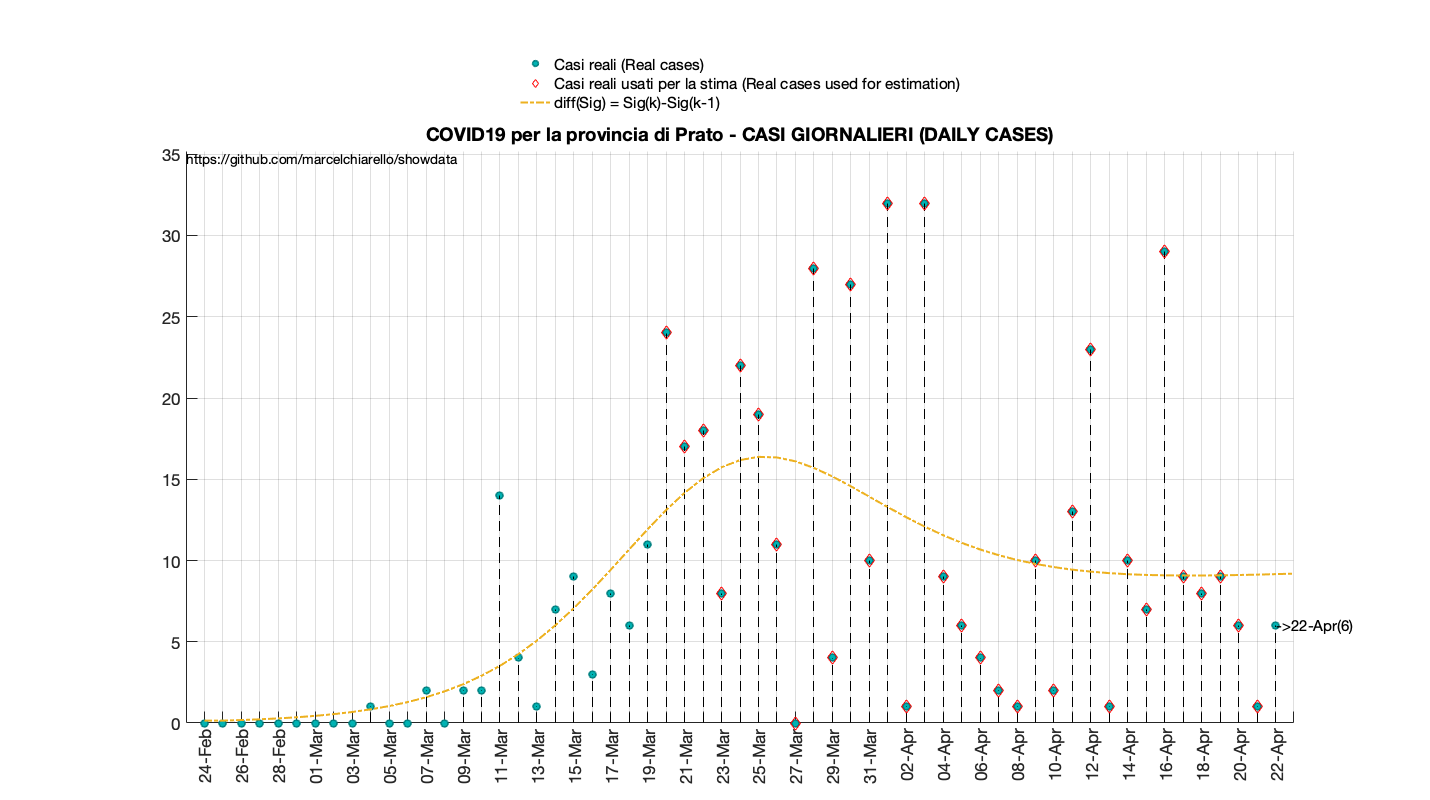 Casi reali (Real cases)
Casi reali usati per la stima (Real cases used for estimation)
diff(Sig) = Sig(k)-Sig(k-1)
COVID19 per la provincia di Prato - CASI GIORNALIERI (DAILY CASES)
https://github.com/marcelchiarello/showdata
35
30
25
20
15
10
5
0
->22-Apr(6)
24-Feb
26-Feb
28-Feb
01-Mar
03-Mar
05-Mar
07-Mar
09-Mar
11-Mar
13-Mar
15-Mar
17-Mar
19-Mar
21-Mar
23-Mar
25-Mar
27-Mar
29-Mar
31-Mar
02-Apr
04-Apr
06-Apr
08-Apr
10-Apr
12-Apr
14-Apr
16-Apr
18-Apr
20-Apr
22-Apr